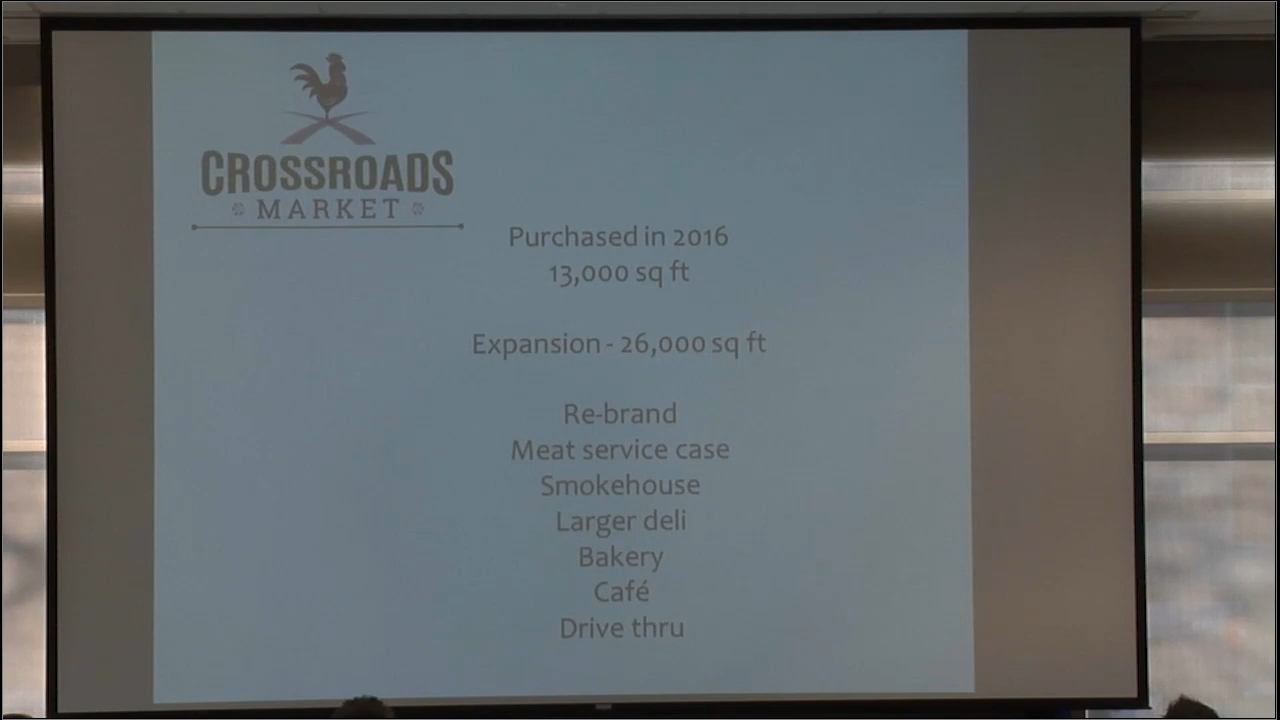 CROSSROADS
MARKET
Purchased in 2016
13,000 sq ft
Expansion - 26,000 sq ft
Re-brand
Meat service case
Smokehouse
Larger deli
Bakery
Café
Drive thru